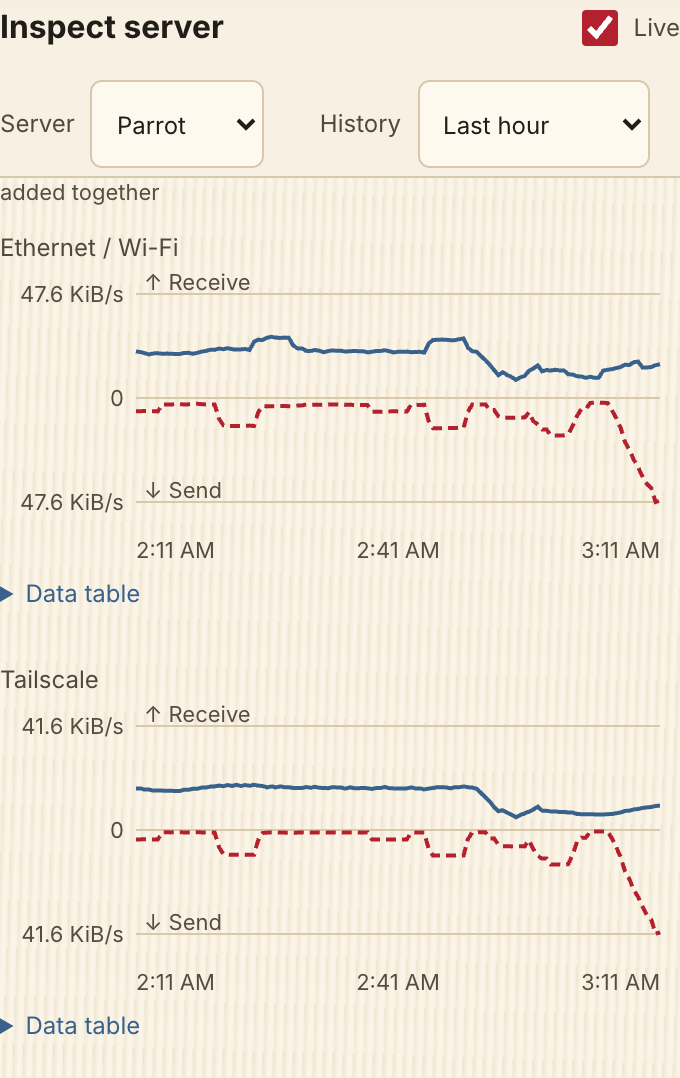 Inspect server
Live
Server
Parrot
History
Last hour
added together
Ethernet / Wi-Fi
↑ Receive
47.6 KiB/s
0
↓ Send
47.6 KiB/s
2:11 AM
2:41 AM
3:11 AM
Data table
Tailscale
↑ Receive
41.6 KiB/s
0
↓ Send
41.6 KiB/s
2:11 AM
2:41 AM
3:11 AM
Data table